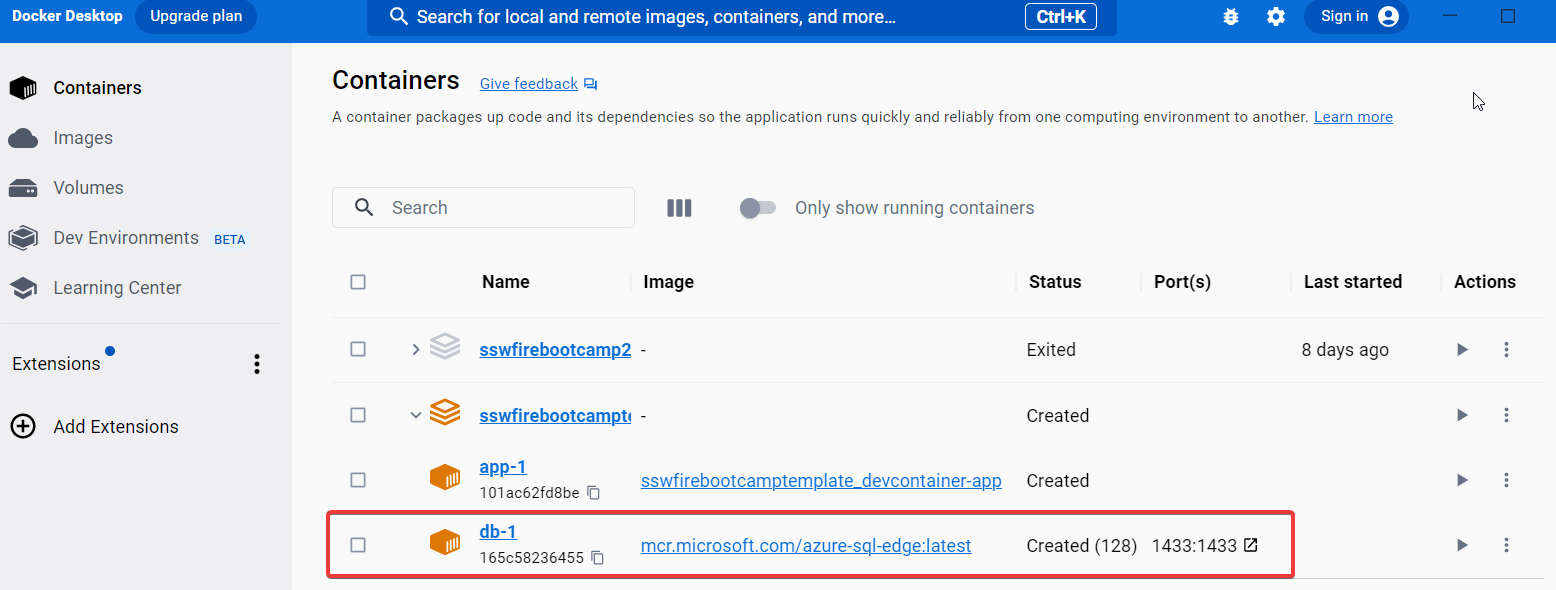 Docker Desktop Upgrade plan Search for local and remote images, containers, and more... Ctrl+K Sign in
Containers
Images
Volumes
Dev Environments BETA
Learning Center
Extensions
Add Extensions
Containers Give feedback
A container packages up code and its dependencies so the application runs quickly and reliably from one computing environment to another. Learn more
Search Only show running containers
Name Image Status Port(s) Last started Actions
sswfirebootcamp2 - Exited 8 days ago
sswfirebootcampte - Created
app-1
101ac62fd8be sswfirebootcamptemplate_devcontainer-app Created
db-1
165c58236455 mcr.microsoft.com/azure-sql-edge:latest Created (128) 1433:1433